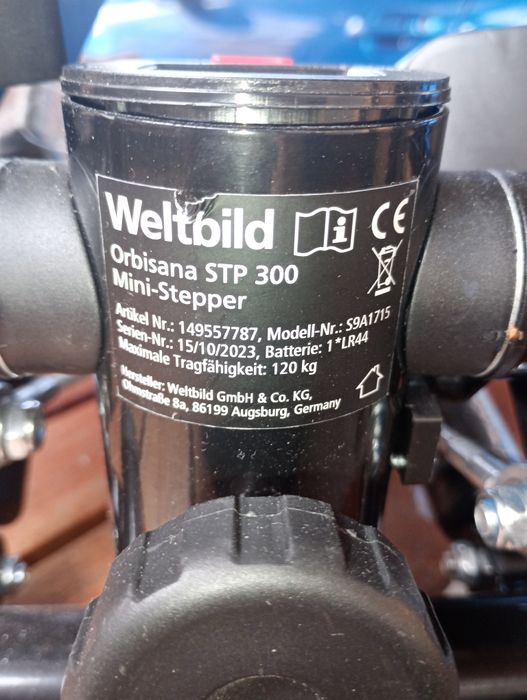 Weltbild
CE
Orbisana STP 300
Mini-Stepper
Artikel Nr.: 149557787, Modell-Nr.: S9A1715
Serien-Nr.: 15/10/2023, Batterie: 1*LR44
Maximale Tragfähigkeit: 120 kg
Hersteller: Weltbild GmbH & Co. KG,
Ohmstraße 8a, 86199 Augsburg, Germany